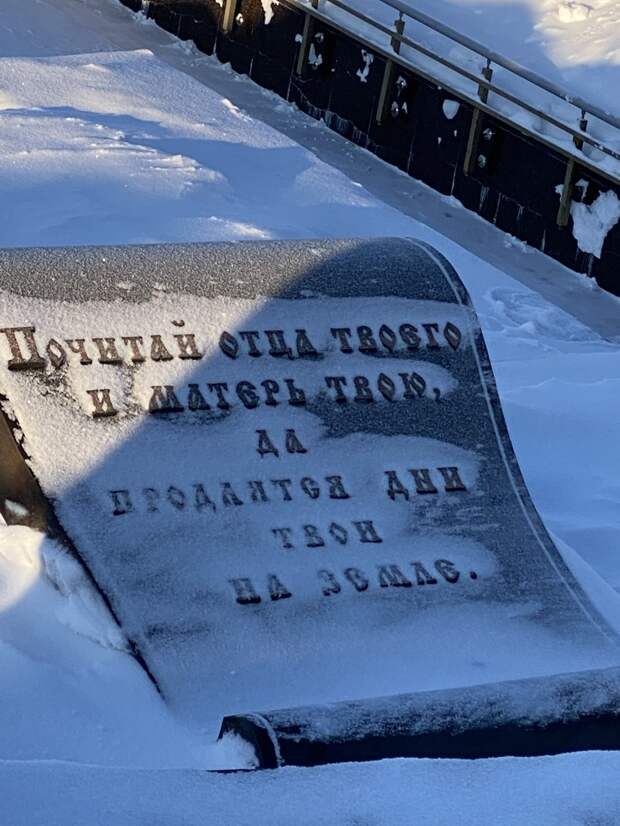 Почитай отца твоего
и матерь твою,
да
продлятся дни
твои
на земле.